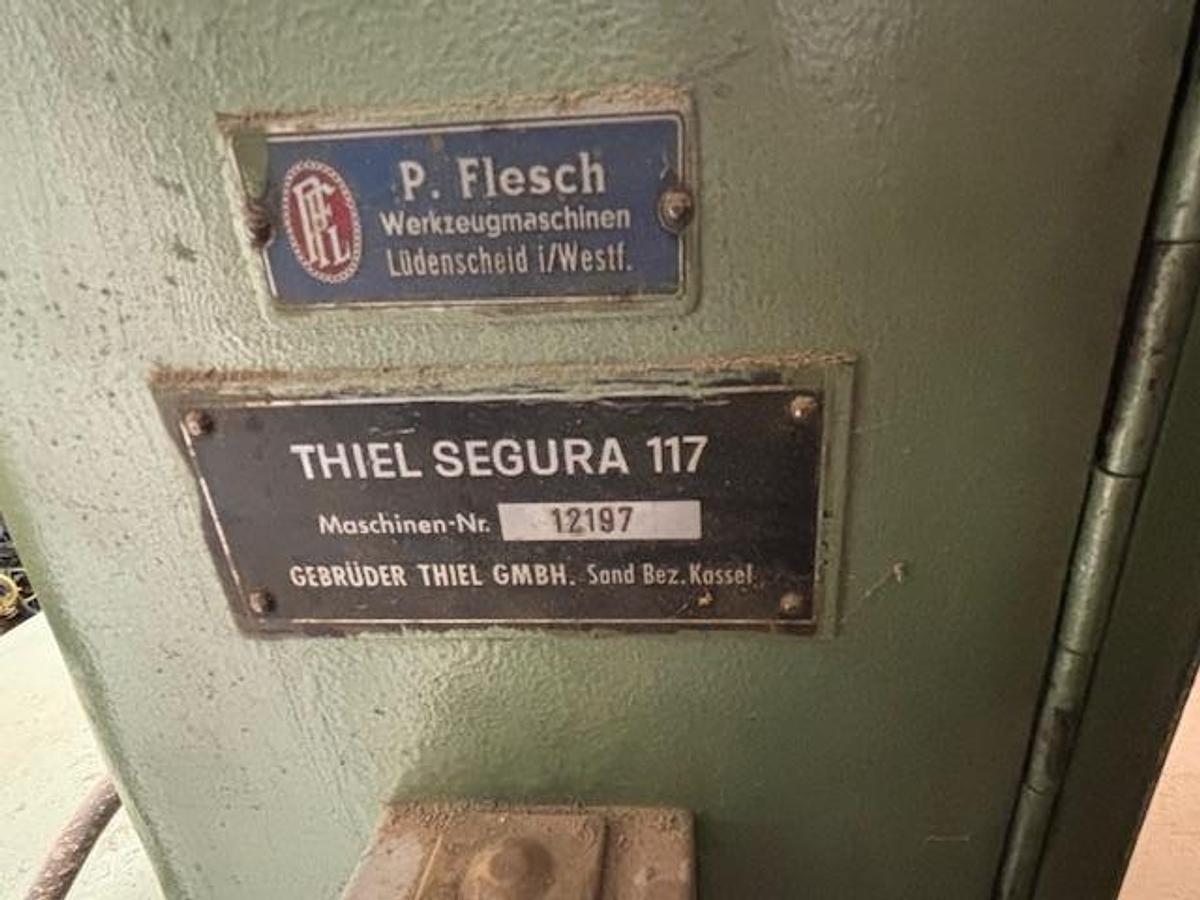 P. Flesch
Werkzeugmaschinen
Lüdenscheid i/Westf.
THIEL SEGURA 117
Maschinen-Nr. 12197
GEBRÜDER THIEL GMBH. Sand Bez. Kassel